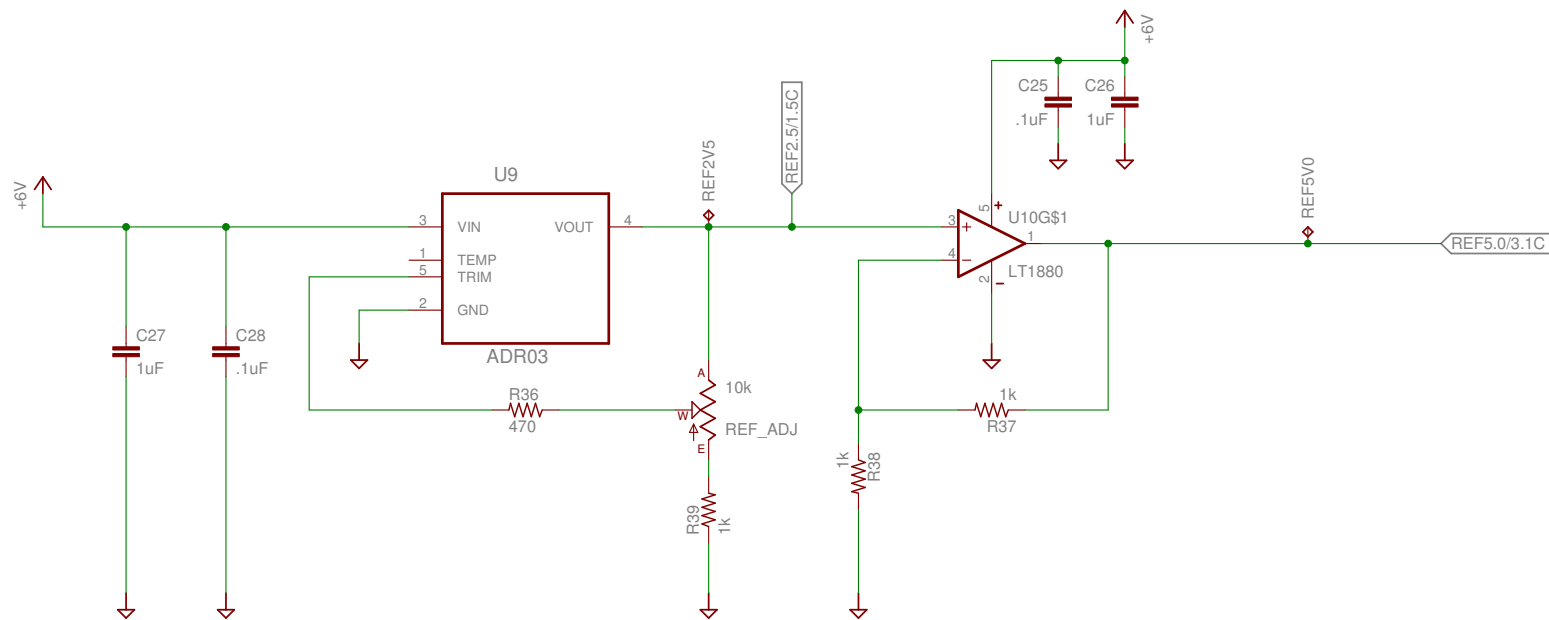 +6V
C25
.1uF
C26
1uF
REF2.5/1.5C
REF2V5
REF5V0
U9
+6V
3
VIN
VOUT
4
1
TEMP
5
TRIM
2
GND
ADR03
5
+
U10G$1
3
+
1
4
−
LT1880
2
−
REF5.0/3.1C
C27
1uF
C28
.1uF
R36
470
A
10k
W
REF_ADJ
E
1k
R37
1k
R38
R39
1k